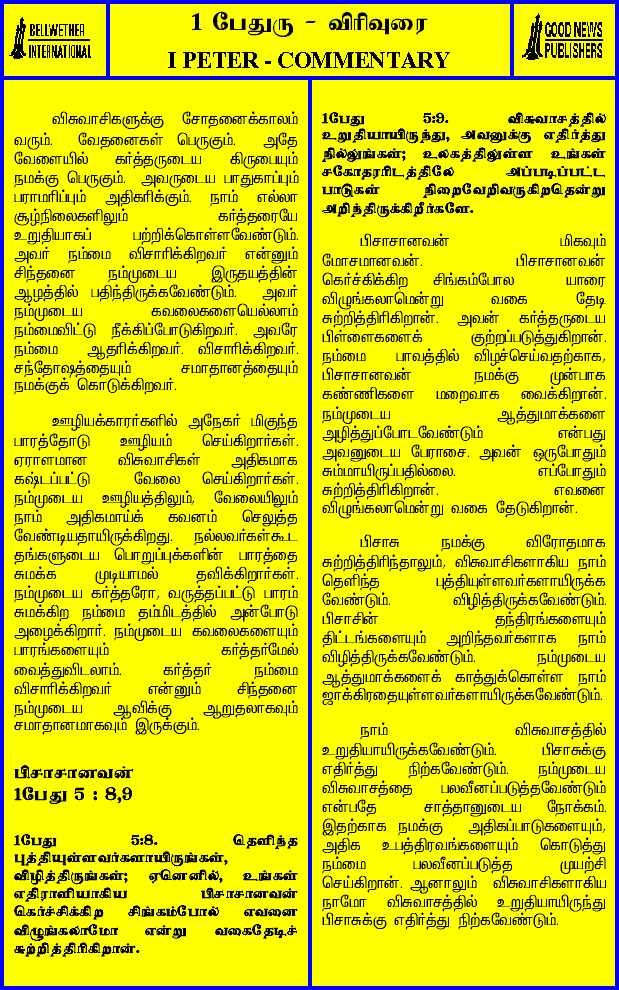 BELLWETHER
INTERNATIONAL
1 பேதுரு - விரிவுரை
I PETER - COMMENTARY
GOOD NEWS
PUBLISHERS
விசுவாசிகளுக்கு சோதனைக்காலம்
வரும். வேதனைகள் பெருகும். அதே
வேளையில் கர்த்தருடைய கிருபையும்
நமக்கு பெருகும். அவருடைய பாதுகாப்பும்
பராமரிப்பும் அதிகரிக்கும். நாம் எல்லா
சூழ்நிலைகளிலும் கர்த்தரையே
உறுதியாகப் பற்றிக்கொள்ளவேண்டும்.
அவர் நம்மை விசாரிக்கிறவர் என்னும்
சிந்தனை நம்முடைய இருதயத்தின்
ஆழத்தில் பதிந்திருக்கவேண்டும். அவர்
நம்முடைய கவலைகளையெல்லாம்
நம்மைவிட்டு நீக்கிப்போடுகிறவர். அவரே
நம்மை ஆதரிக்கிறவர். விசாரிக்கிறவர்.
சந்தோஷத்தையும் சமாதானத்தையும்
நமக்குக் கொடுக்கிறவர்.
ஊழியக்காரர்களில் அநேகர் மிகுந்த
பாரத்தோடு ஊழியம் செய்கிறார்கள்.
ஏராளமான விசுவாசிகள் அதிகமாக
கஷ்டப்பட்டு வேலை செய்கிறார்கள்.
நம்முடைய ஊழியத்திலும், வேலையிலும்
நாம் அதிகமாய்க் கவனம் செலுத்த
வேண்டியதாயிருக்கிறது. நல்லவர்கள்கூட
தங்களுடைய பொறுப்புக்களின் பாரத்தை
சுமக்க முடியாமல் தவிக்கிறார்கள்.
நம்முடைய கர்த்தரோ, வருத்தப்பட்டு பாரம்
சுமக்கிற நம்மை தம்மிடத்தில் அன்போடு
அழைக்கிறார். நம்முடைய கவலைகளையும்
பாரங்களையும் கர்த்தர்மேல்
வைத்துவிடலாம். கர்த்தர் நம்மை
விசாரிக்கிறவர் என்னும் சிந்தனை
நம்முடைய ஆவிக்கு ஆறுதலாகவும்
சமாதானமாகவும் இருக்கும்.
பிசாசானவன்
1பேதுரு 5 : 8,9
1பேதுரு 5:8. தெளிந்த
புத்தியுள்ளவர்களாயிருங்கள்,
விழித்திருங்கள்; ஏனெனில், உங்கள்
எதிராளியாகிய பிசாசானவன்
கெர்ச்சிக்கிற சிங்கம்போல் எவனை
விழுங்கலாமோ என்று வகைதேடிச்
சுற்றித்திரிகிறான்.
1பேதுரு 5:9. விசுவாசத்தில்
உறுதியாயிருந்து, அவனுக்கு எதிர்த்து
நில்லுங்கள்; உலகத்திலுள்ள உங்கள்
சகோதரரிடத்திலே அப்படிப்பட்ட
பாடுகள் நிறைவேறிவருகிறதென்று
அறிந்திருக்கிறீர்களே.
பிசாசானவன் மிகவும்
மோசமானவன். பிசாசானவன்
கெர்ச்சிக்கிற சிங்கம்போல யாரை
விழுங்கலாமென்று வகை தேடி
சுற்றித்திரிகிறான். அவன் கர்த்தருடைய
பிள்ளைகளைக் குற்றப்படுத்துகிறான்.
நம்மை பாவத்தில் விழச்செய்வதற்காக,
பிசாசானவன் நமக்கு முன்பாக
கண்ணிகளை மறைவாக வைக்கிறான்.
நம்முடைய ஆத்துமாக்களை
அழித்துப்போடவேண்டும் என்பது
அவனுடைய பேராசை. அவன் ஒருபோதும்
சும்மாயிருப்பதில்லை. எப்போதும்
சுற்றித்திரிகிறான். எவனை
விழுங்கலாமென்று வகை தேடுகிறான்.
பிசாசு நமக்கு விரோதமாக
சுற்றித்திரிந்தாலும், விசுவாசிகளாகிய நாம்
தெளிந்த புத்தியுள்ளவர்களாயிருக்க
வேண்டும். விழித்திருக்கவேண்டும்.
பிசாசின் தந்திரங்களையும்
திட்டங்களையும் அறிந்தவர்களாக நாம்
விழித்திருக்கவேண்டும். நம்முடைய
ஆத்துமாக்களைக் காத்துக்கொள்ள நாம்
ஜாக்கிரதையுள்ளவர்களாயிருக்கவேண்டும்.
நாம் விசுவாசத்தில்
உறுதியாயிருக்கவேண்டும். பிசாசுக்கு
எதிர்த்து நிற்கவேண்டும். நம்முடைய
விசுவாசத்தை பலவீனப்படுத்தவேண்டும்
என்பதே சாத்தானுடைய நோக்கம்.
இதற்காக நமக்கு அதிகப்பாடுகளையும்,
அதிக உபத்திரவங்களையும் கொடுத்து
நம்மை பலவீனப்படுத்த முயற்சி
செய்கிறான். ஆனாலும் விசுவாசிகளாகிய
நாமோ விசுவாசத்தில் உறுதியாயிருந்து
பிசாசுக்கு எதிர்த்து நிற்கவேண்டும்.